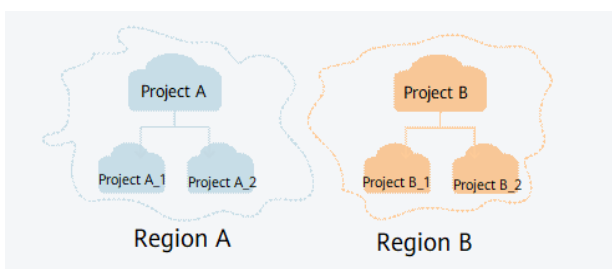 Project A
Project B
Project A_1
Project A_2
Project B_1
Project B_2
Region A
Region B